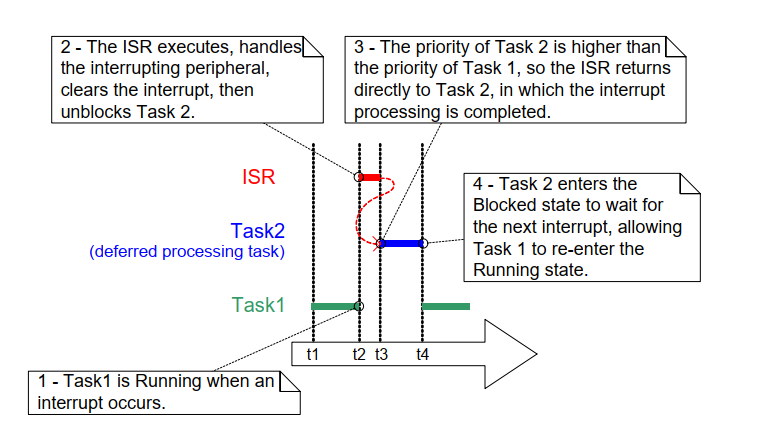 2 - The ISR executes, handles
the interrupting peripheral,
clears the interrupt, then
unblocks Task 2.
3 - The priority of Task 2 is higher than
the priority of Task 1, so the ISR returns
directly to Task 2, in which the interrupt
processing is completed.
ISR
4 - Task 2 enters the
Blocked state to wait for
the next interrupt, allowing
Task 1 to re-enter the
Running state.
Task2
(deferred processing task)
Task1
t1 t2 t3 t4
1 - Task1 is Running when an
interrupt occurs.